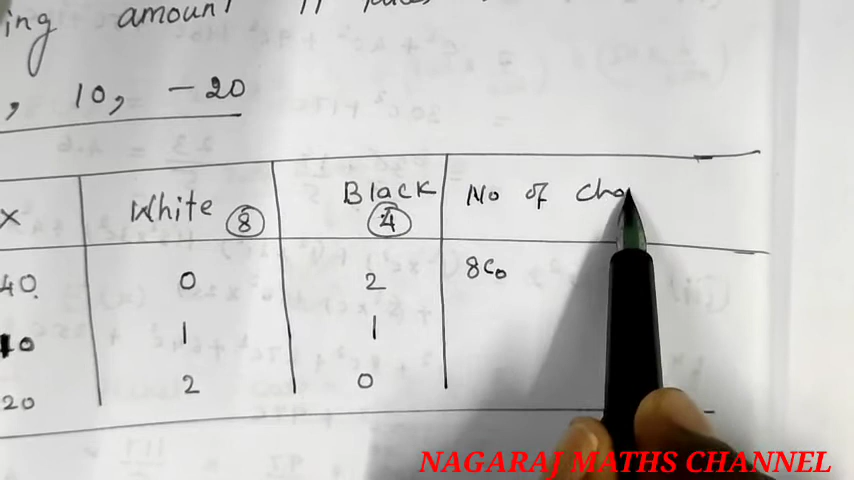 ing amount
, 10, -20
X White 8 Black 4 No of Cho
40. 0 2 8C0
10 1 1
20 2 0
NAGARAJ MATHS CHANNEL